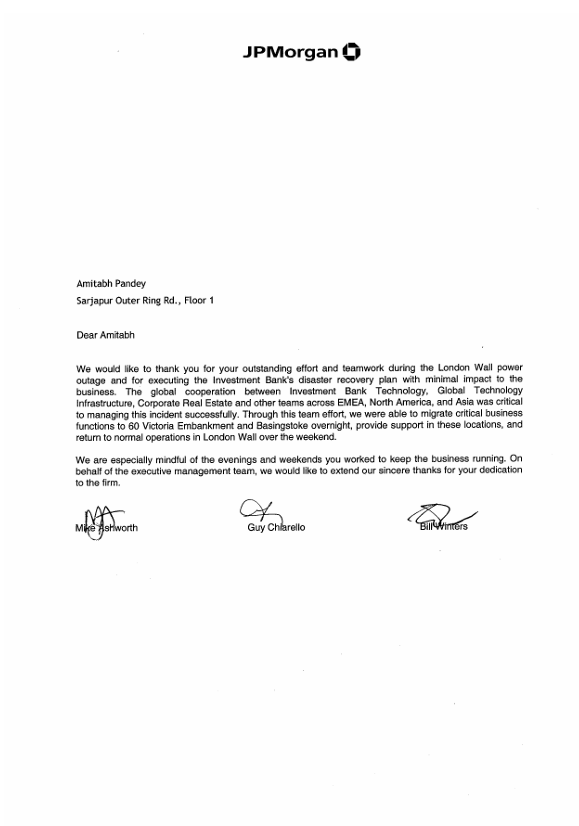 JPMorgan
Amitabh Pandey
Sarjapur Outer Ring Rd., Floor 1
Dear Amitabh
We would like to thank you for your outstanding effort and teamwork during the London Wall power
outage and for executing the Investment Bank's disaster recovery plan with minimal impact to the
business. The global cooperation between Investment Bank Technology, Global Technology
Infrastructure, Corporate Real Estate and other teams across EMEA, North America, and Asia was critical
to managing this incident successfully. Through this team effort, we were able to migrate critical business
functions to 60 Victoria Embankment and Basingstoke overnight, provide support in these locations, and
return to normal operations in London Wall over the weekend.
We are especially mindful of the evenings and weekends you worked to keep the business running. On
behalf of the executive management team, we would like to extend our sincere thanks for your dedication
to the firm.
Mike Ashworth Guy Chiarello Bill Winters